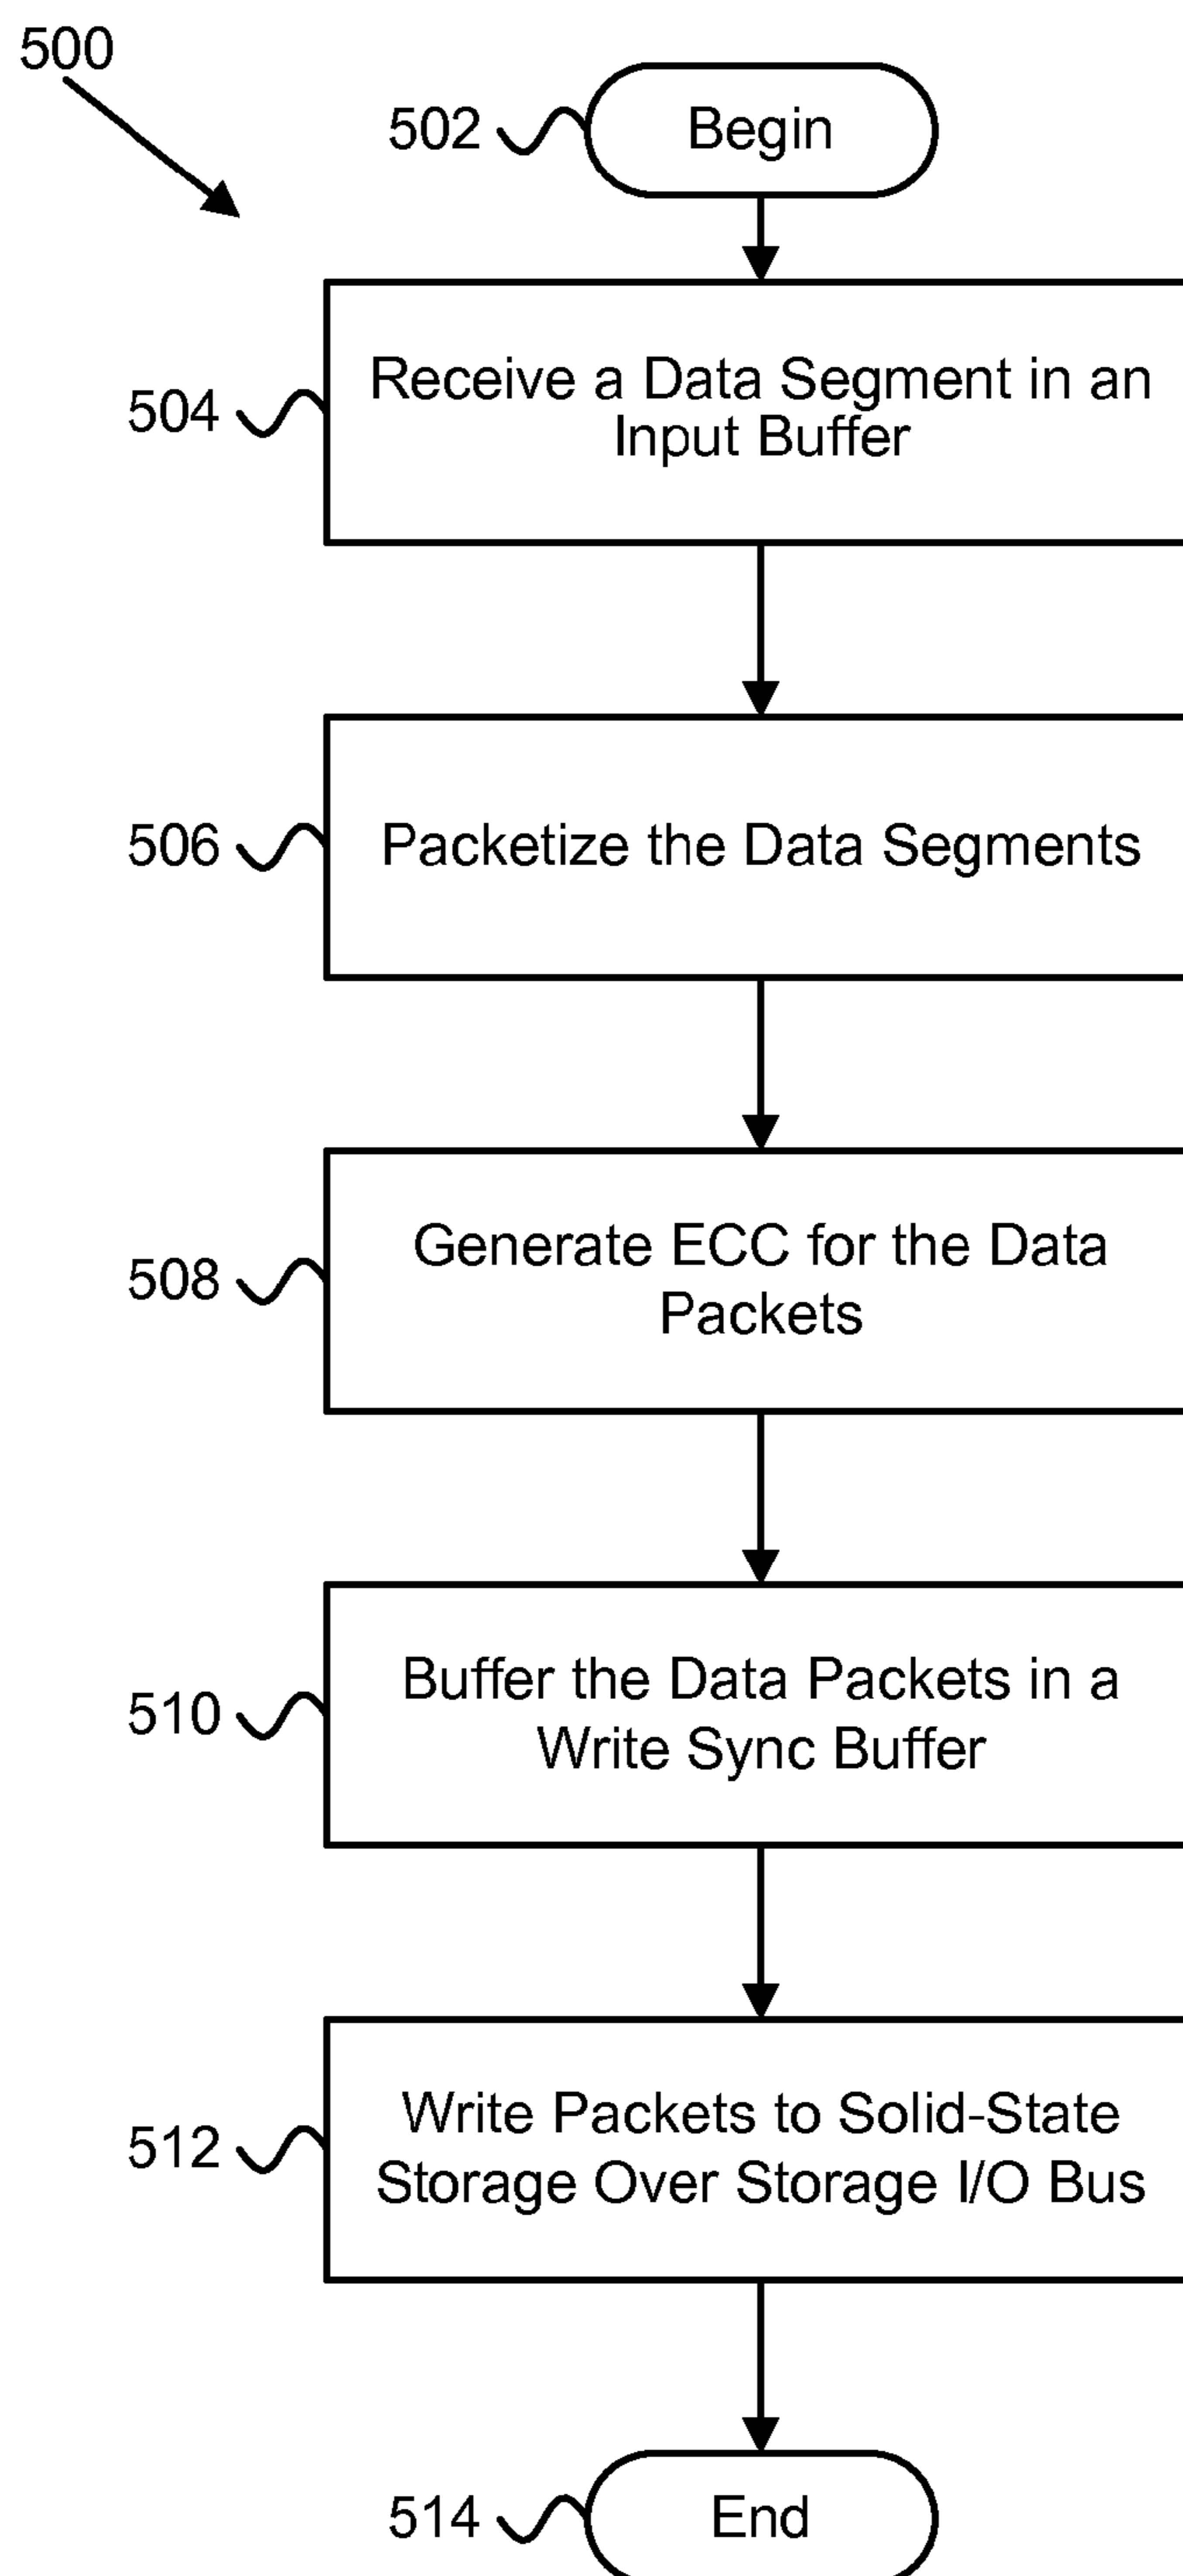 500
502
Begin
504
Receive a Data Segment in an
Input Buffer
506
Packetize the Data Segments
508
Generate ECC for the Data
Packets
510
Buffer the Data Packets in a
Write Sync Buffer
512
Write Packets to Solid-State
Storage Over Storage I/O Bus
514
End